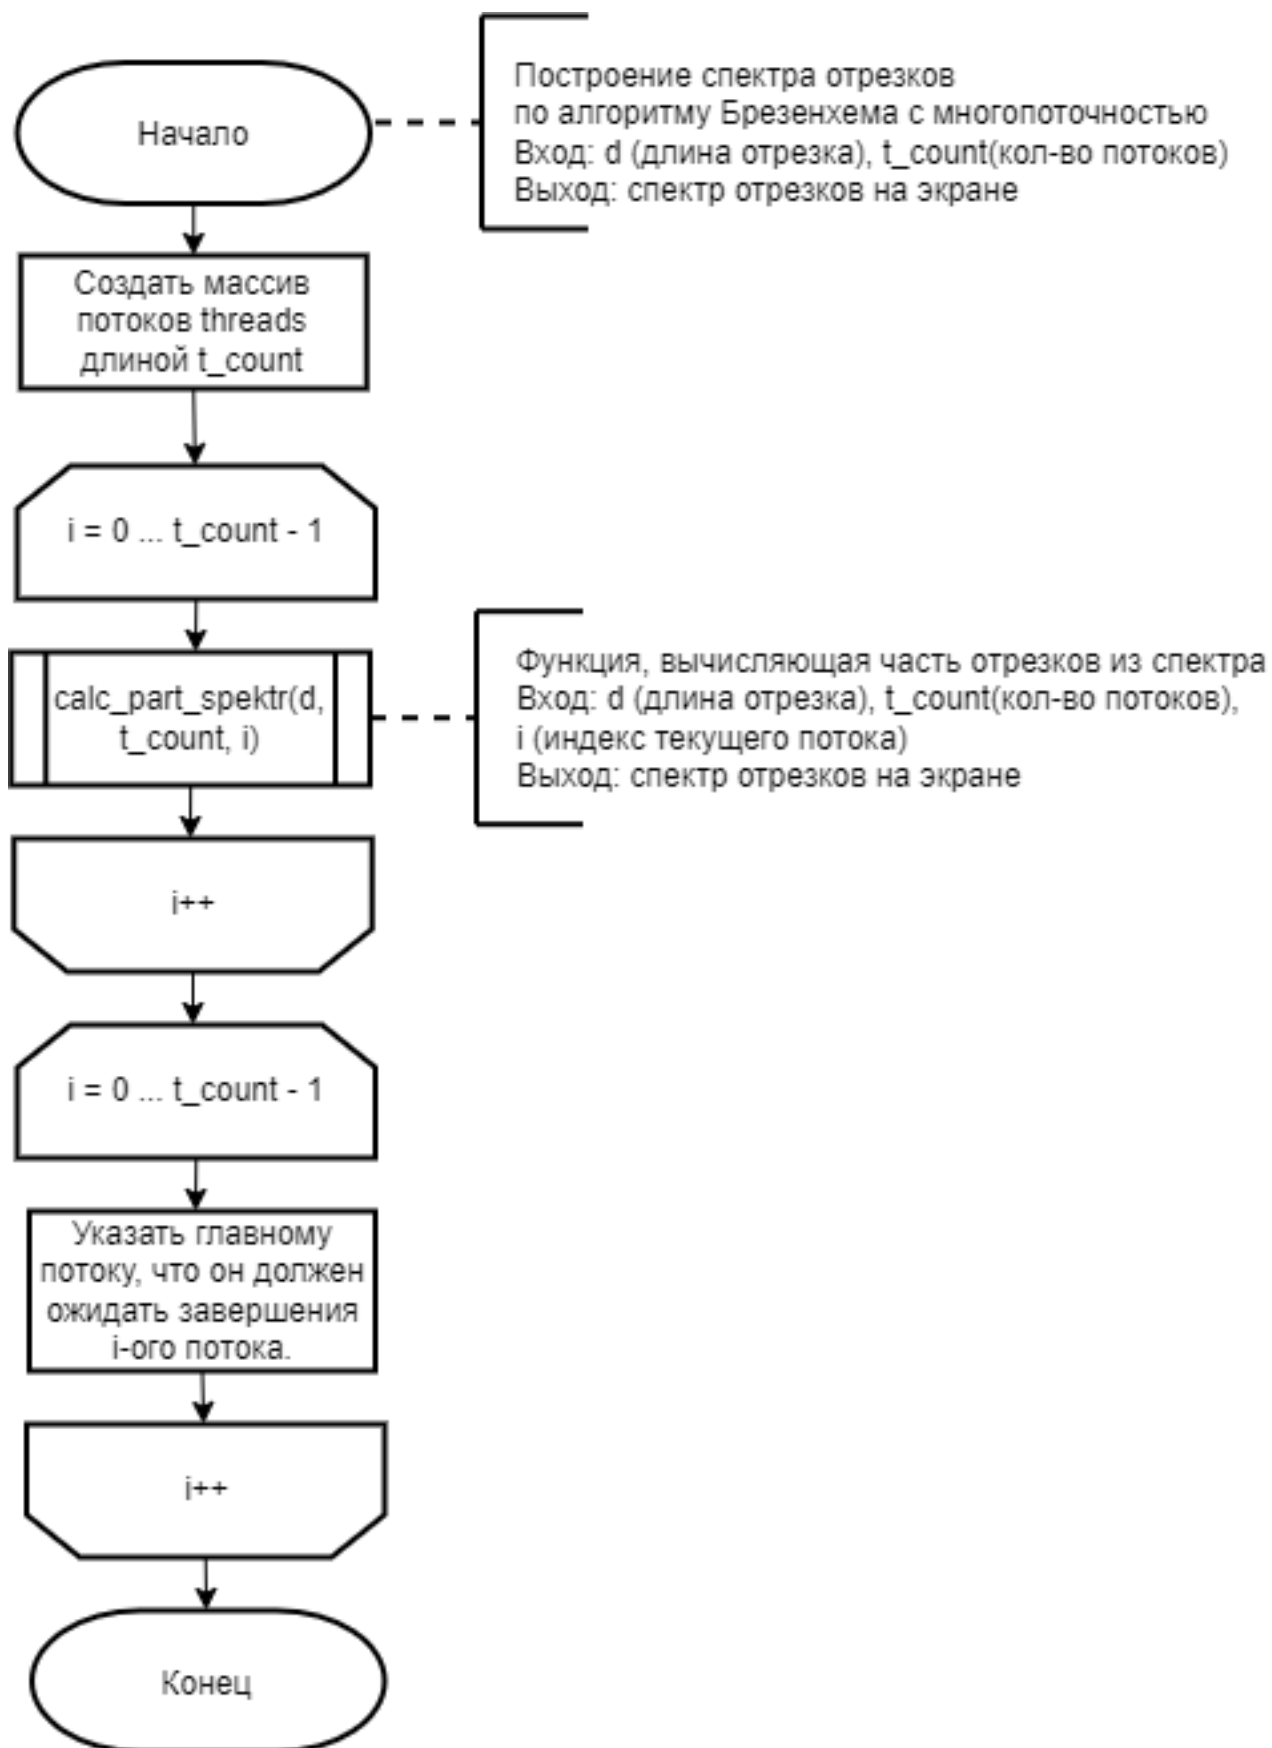 Начало
Построение спектра отрезков
по алгоритму Брезенхема с многопоточностью
Вход: d (длина отрезка), t_count(кол-во потоков)
Выход: спектр отрезков на экране
Создать массив
потоков threads
длиной t_count
i = 0 ... t_count - 1
calc_part_spektr(d,
t_count, i)
Функция, вычисляющая часть отрезков из спектра
Вход: d (длина отрезка), t_count(кол-во потоков),
i (индекс текущего потока)
Выход: спектр отрезков на экране
i++
i = 0 ... t_count - 1
Указать главному
потоку, что он должен
ожидать завершения
i-ого потока.
i++
Конец